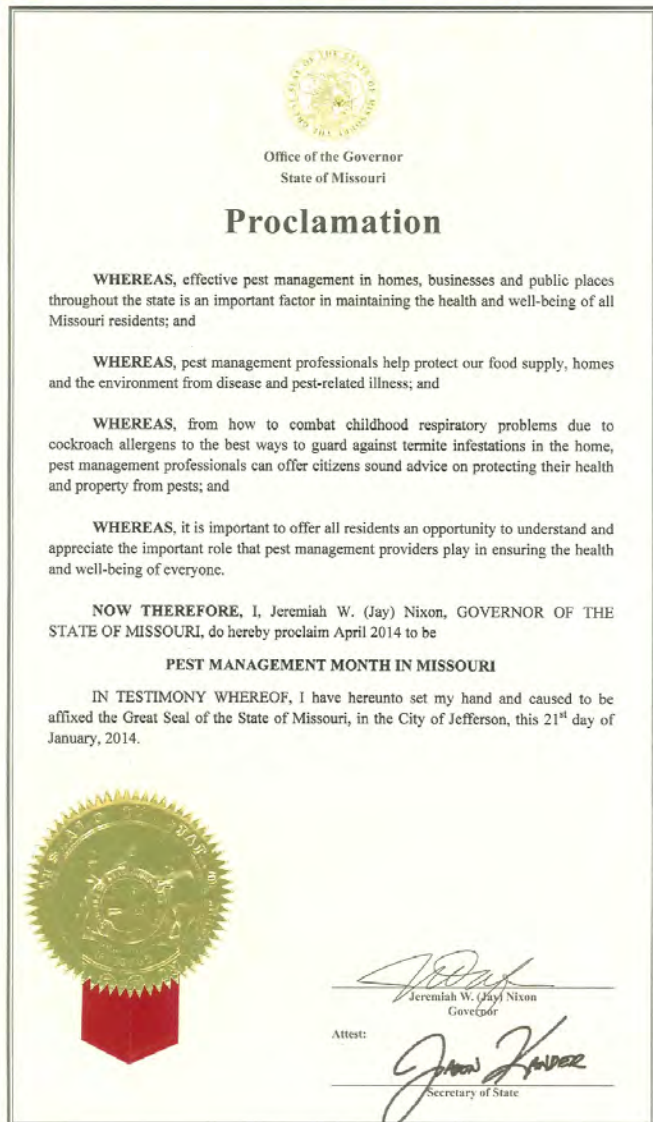 THE GREAT SEAL OF THE STATE OF MISSOURI
Office of the Governor
State of Missouri
Proclamation
WHEREAS, effective pest management in homes, businesses and public places
throughout the state is an important factor in maintaining the health and well-being of all
Missouri residents; and
WHEREAS, pest management professionals help protect our food supply, homes
and the environment from disease and pest-related illness; and
WHEREAS, from how to combat childhood respiratory problems due to
cockroach allergens to the best ways to guard against termite infestations in the home,
pest management professionals can offer citizens sound advice on protecting their health
and property from pests; and
WHEREAS, it is important to offer all residents an opportunity to understand and
appreciate the important role that pest management providers play in ensuring the health
and well-being of everyone.
NOW THEREFORE, I, Jeremiah W. (Jay) Nixon, GOVERNOR OF THE
STATE OF MISSOURI, do hereby proclaim April 2014 to be
PEST MANAGEMENT MONTH IN MISSOURI
IN TESTIMONY WHEREOF, I have hereunto set my hand and caused to be
affixed the Great Seal of the State of Missouri, in the City of Jefferson, this 21st day of
January, 2014.
Jeremiah W. (Jay) Nixon
Governor
Attest:
Jason Kander
Secretary of State